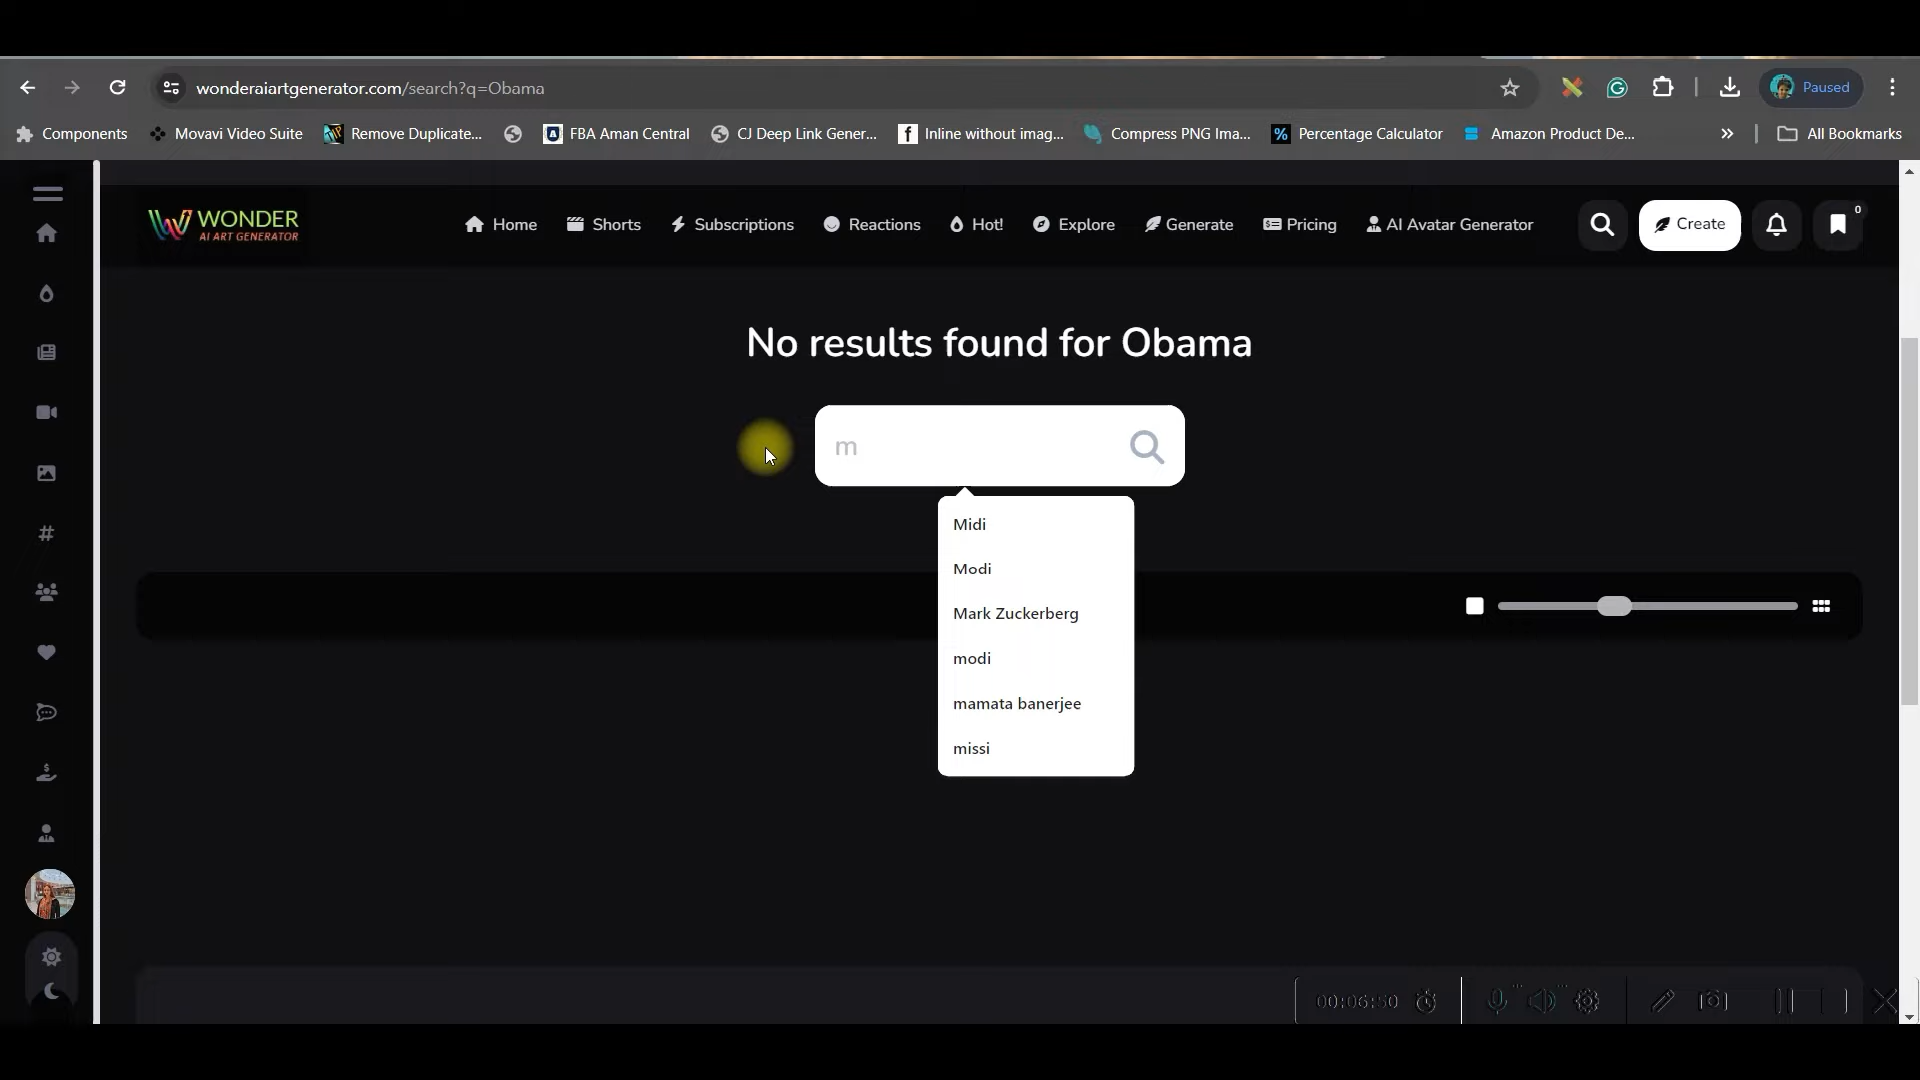 wonderaiartgenerator.com/search?q=Obama
Paused
Components
Movavi Video Suite
Remove Duplicate...
FBA Aman Central
CJ Deep Link Gener...
Inline without imag...
Compress PNG Ima...
Percentage Calculator
Amazon Product De...
All Bookmarks
WONDER
AI ART GENERATOR
Home
Shorts
Subscriptions
Reactions
Hot!
Explore
Generate
Pricing
AI Avatar Generator
Create
0
No results found for Obama
m
Midi
Modi
Mark Zuckerberg
modi
mamata banerjee
missi
00:06:50